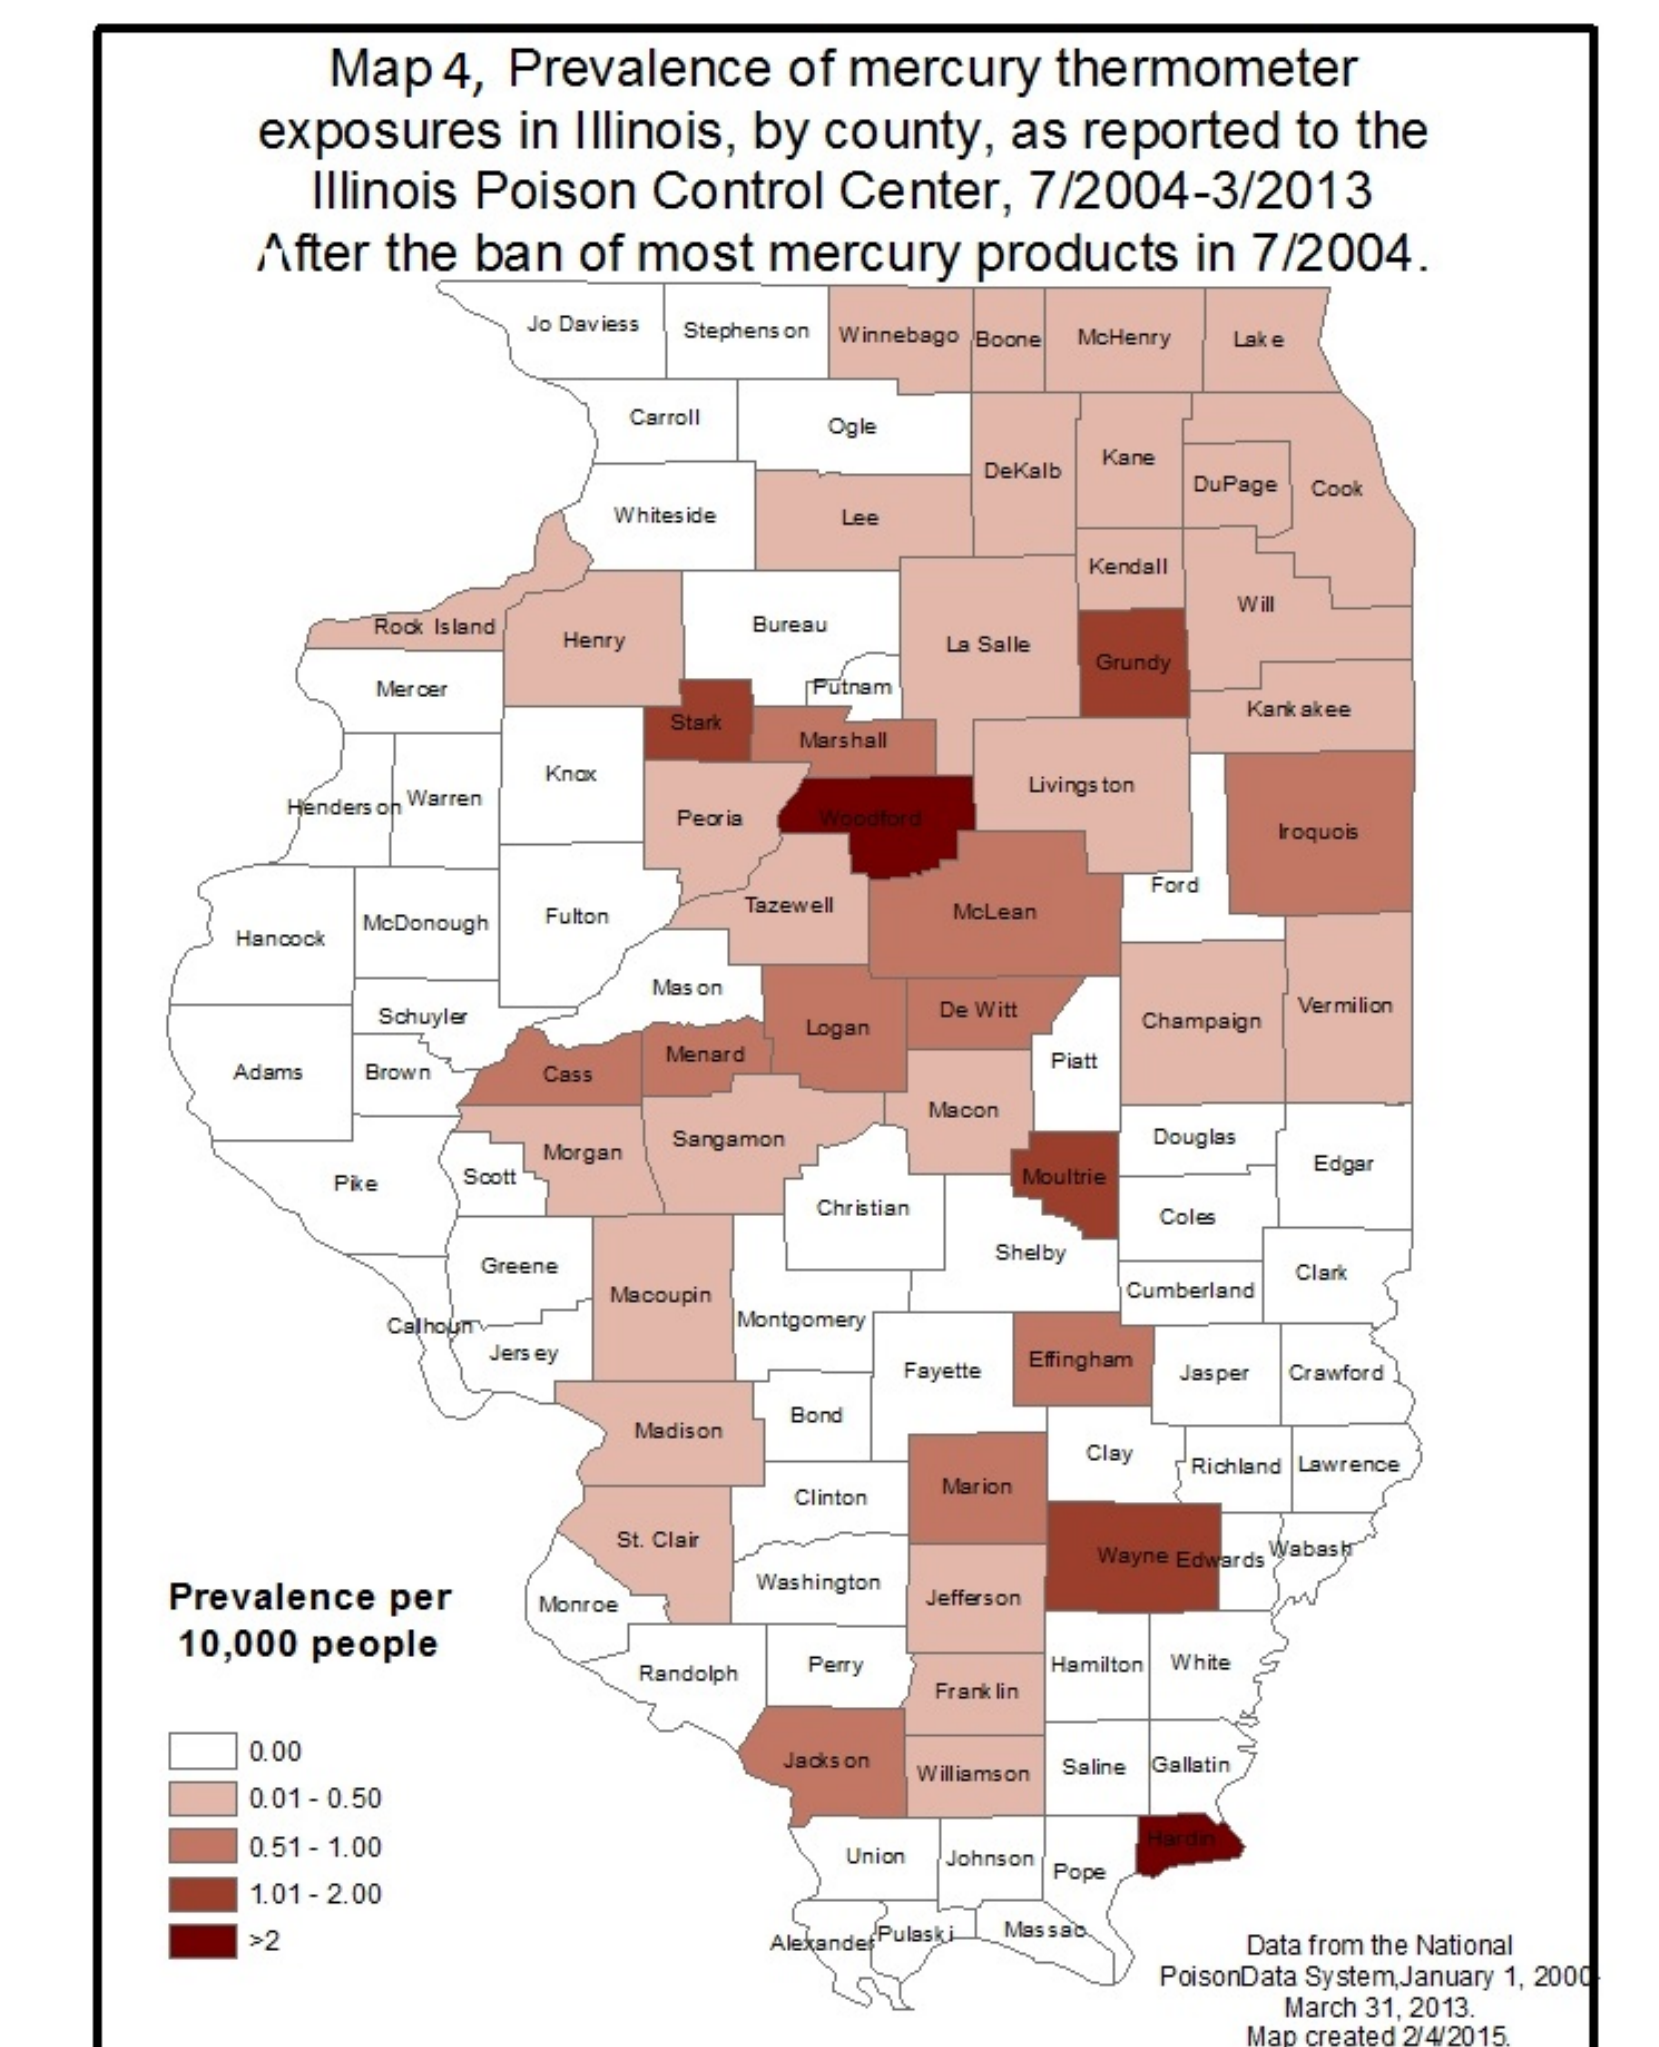 Map 4, Prevalence of mercury thermometer
exposures in Illinois, by county, as reported to the
Illinois Poison Control Center, 7/2004-3/2013
After the ban of most mercury products in 7/2004.
Jo Daviess
Stephenson
Winnebago
Boone
McHenry
Lake
Carroll
Ogle
DeKalb
Kane
DuPage
Cook
Whiteside
Lee
Kendall
Will
Rock Island
Henry
Bureau
La Salle
Grundy
Mercer
Putnam
Kankakee
Stark
Marshall
Knox
Henderson
Warren
Peoria
Woodford
Livingston
Iroquois
Ford
Hancock
McDonough
Fulton
Tazewell
McLean
Mason
Schuyler
Logan
De Witt
Champaign
Vermilion
Adams
Brown
Cass
Menard
Piatt
Macon
Pike
Scott
Morgan
Sangamon
Christian
Moultrie
Douglas
Edgar
Coles
Shelby
Greene
Macoupin
Montgomery
Cumberland
Clark
Calhoun
Jersey
Fayette
Effingham
Jasper
Crawford
Madison
Bond
Clay
Richland
Lawrence
Marion
Clinton
St. Clair
Wayne
Edwards
Wabash
Washington
Jefferson
Monroe
Randolph
Perry
Hamilton
White
Franklin
Jackson
Williamson
Saline
Gallatin
Hardin
Union
Johnson
Pope
Alexander
Pulaski
Massac
Prevalence per
10,000 people
0.00
0.01 - 0.50
0.51 - 1.00
1.01 - 2.00
>2
Data from the National
PoisonData System,January 1, 2000-
March 31, 2013.
Map created 2/4/2015.